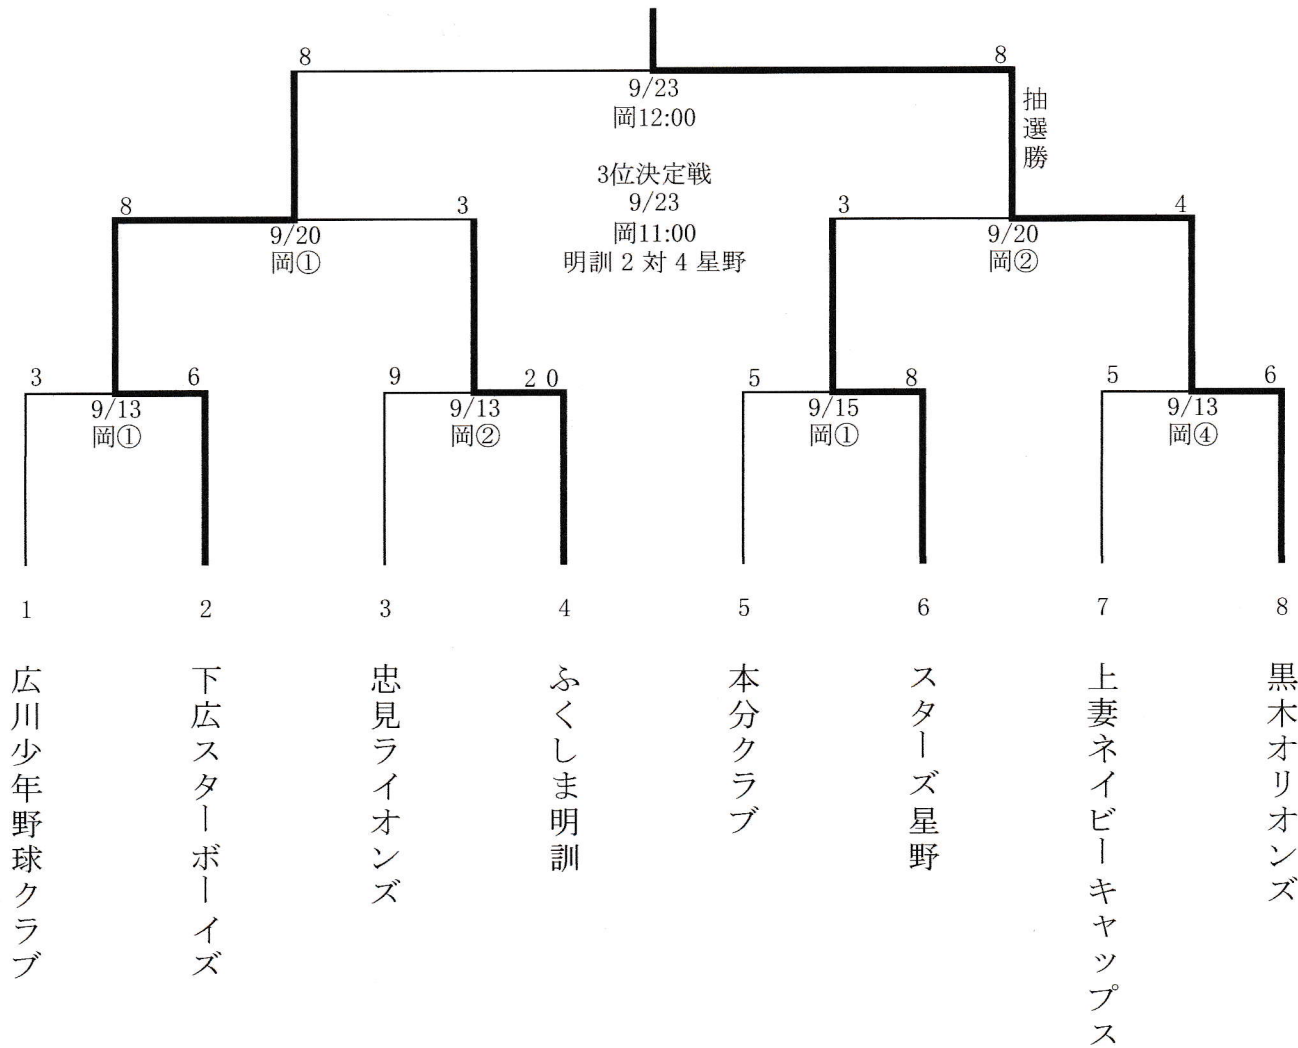 8
8
9/23
岡12:00
抽選勝
3位決定戦
9/23
岡11:00
明訓 2 対 4 星野
8
3
9/20
岡①
3
4
9/20
岡②
3
6
9/13
岡①
9
20
9/13
岡②
5
8
9/15
岡①
5
6
9/13
岡④
1
2
3
4
5
6
7
8
広川少年野球クラブ
下広スターボーイズ
忠見ライオンズ
ふくしま明訓
本分クラブ
スターズ星野
上妻ネイビーキャップス
黒木オリオンズ